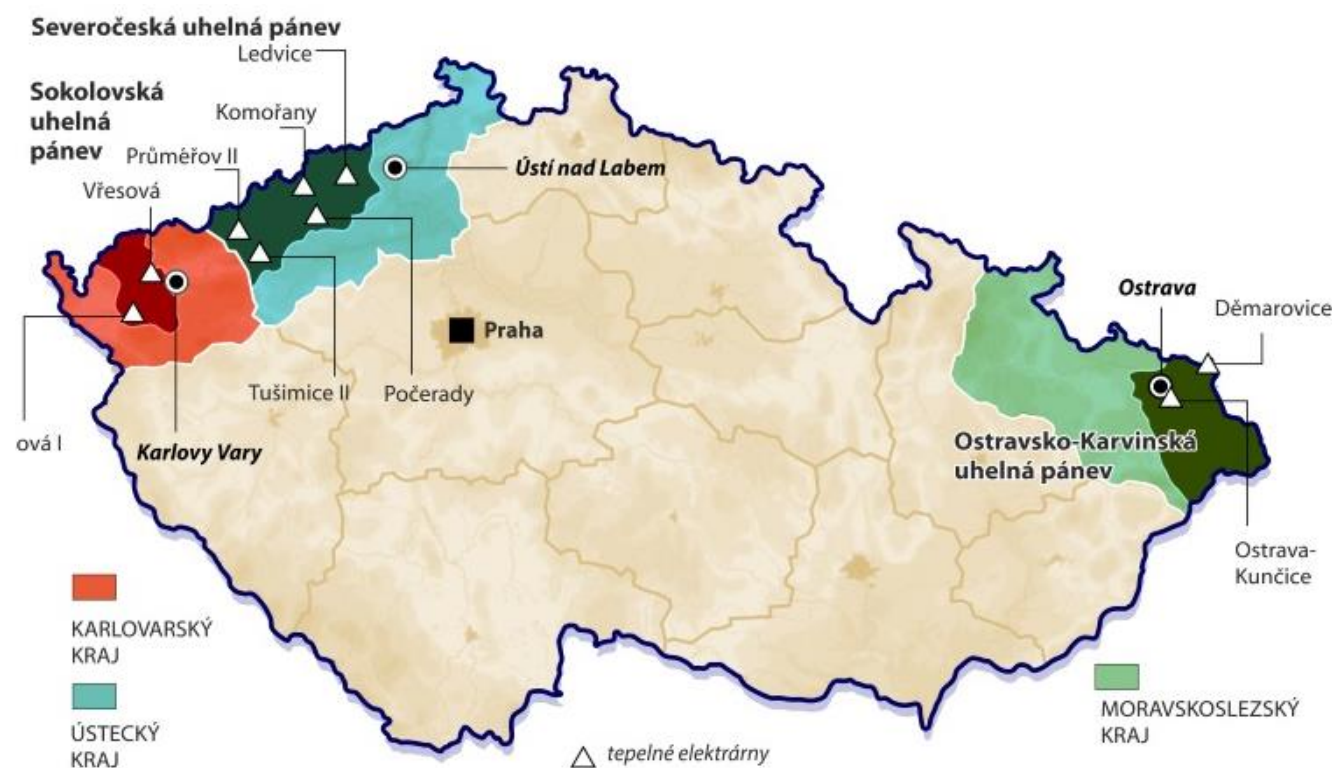 Severočeská uhelná pánev
Ledvice
Sokolovská
uhelná
pánev
Komořany
Průměřov II
Vřesová
Ústí nad Labem
Ostrava
Děmarovice
Praha
Tušimice II
Počerady
ová I
Karlovy Vary
Ostravsko-Karvinská
uhelná pánev
Ostrava-
Kunčice
KARLOVARSKÝ
KRAJ
ÚSTECKÝ
KRAJ
MORAVSKOSLEZSKÝ
KRAJ
tepelné elektrárny